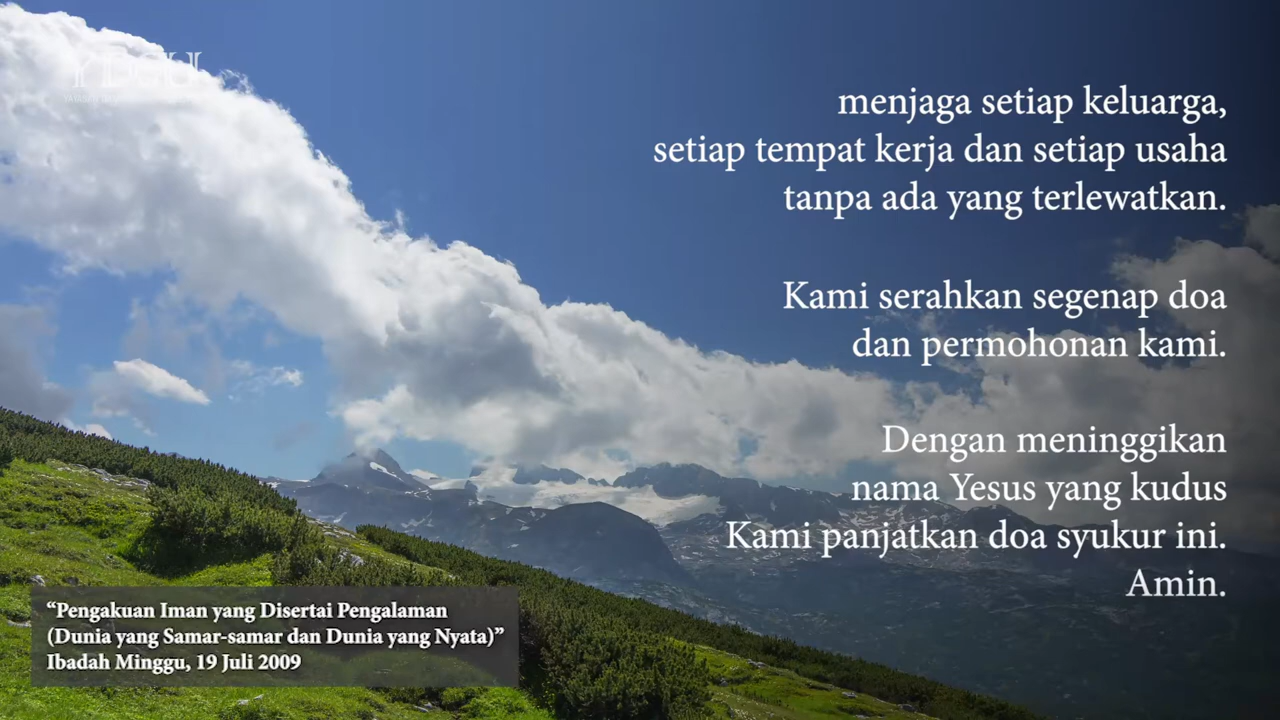 menjaga setiap keluarga,
setiap tempat kerja dan setiap usaha
tanpa ada yang terlewatkan.
Kami serahkan segenap doa
dan permohonan kami.
Dengan meninggikan
nama Yesus yang kudus
Kami panjatkan doa syukur ini.
Amin.
“Pengakuan Iman yang Disertai Pengalaman
(Dunia yang Samar-samar dan Dunia yang Nyata)”
Ibadah Minggu, 19 Juli 2009